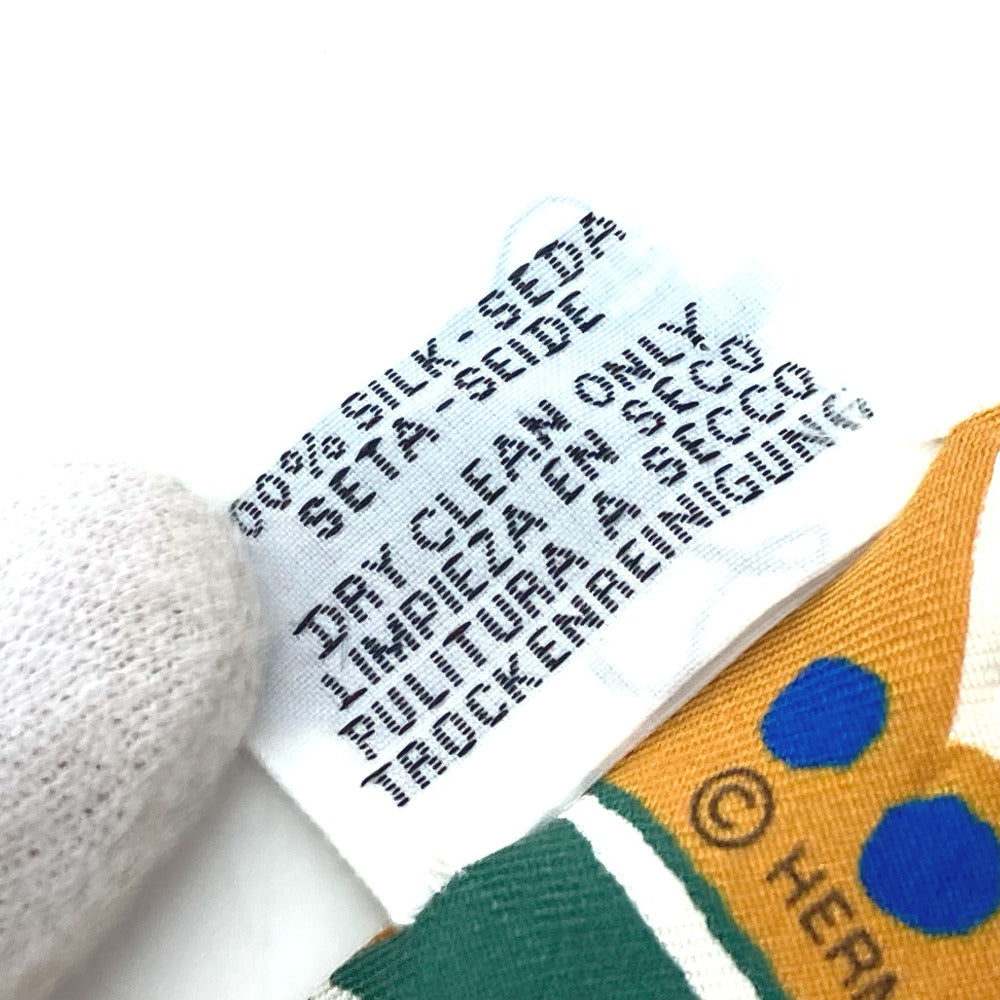 00% SILK-SEDA
SETA-SEIDE
DRY CLEAN ONLY
LIMPIEZA EN SECO
PULITURA A SECCO
TROCKENREINIGUNG
© HERM